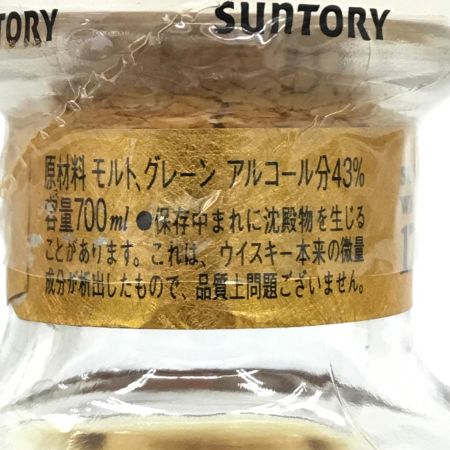 SUNTORY
原材料 モルト、グレーン アルコール分43%
容量700ml ●保存中まれに沈殿物を生じる
ことがあります。これは、ウイスキー本来の微量
成分が析出したもので、品質上問題ございません。